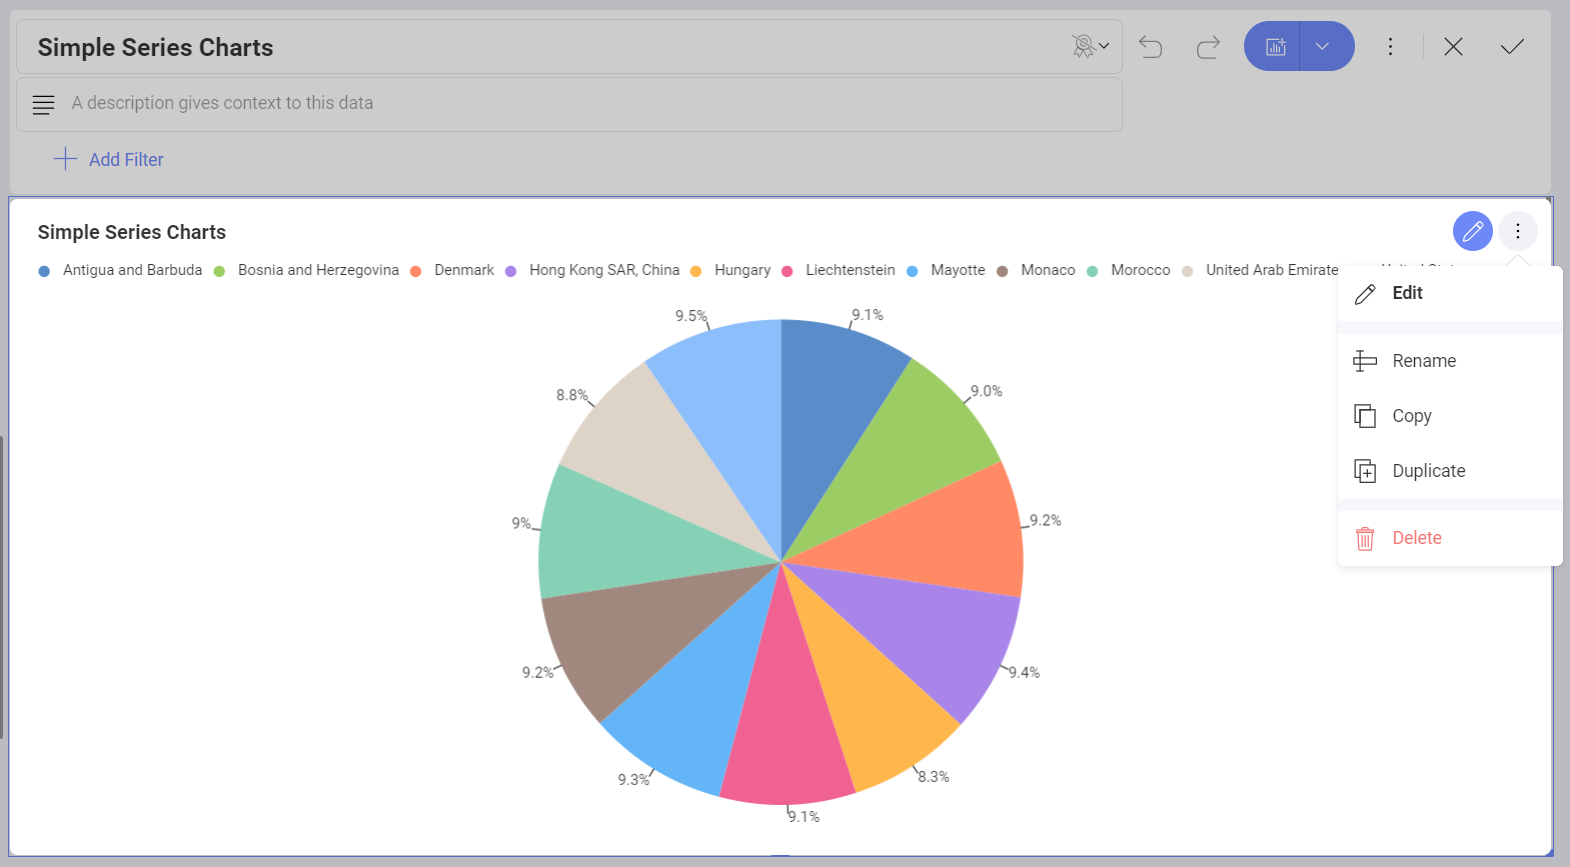 Simple Series Charts
A description gives context to this data
Add Filter
Simple Series Charts
Antigua and Barbuda Bosnia and Herzegovina Denmark Hong Kong SAR, China Hungary Liechtenstein Mayotte Monaco Morocco United Arab Emirate
Edit
Rename
Copy
Duplicate
Delete
9.5% 9.1%
8.8% 9.0%
9% 9.2%
9.2% 9.4%
9.3% 8.3%
9.1%